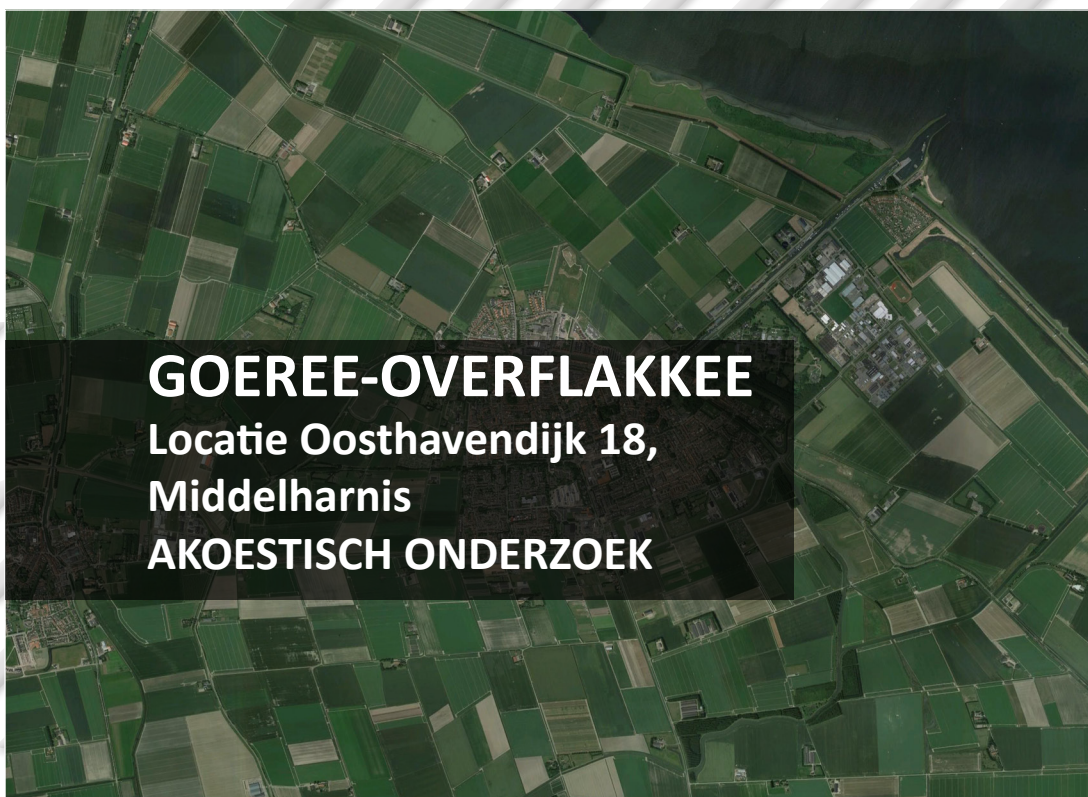 GOEREE-OVERFLAKKEE
Locatie Oosthavendijk 18,
Middelharnis
AKOESTISCH ONDERZOEK